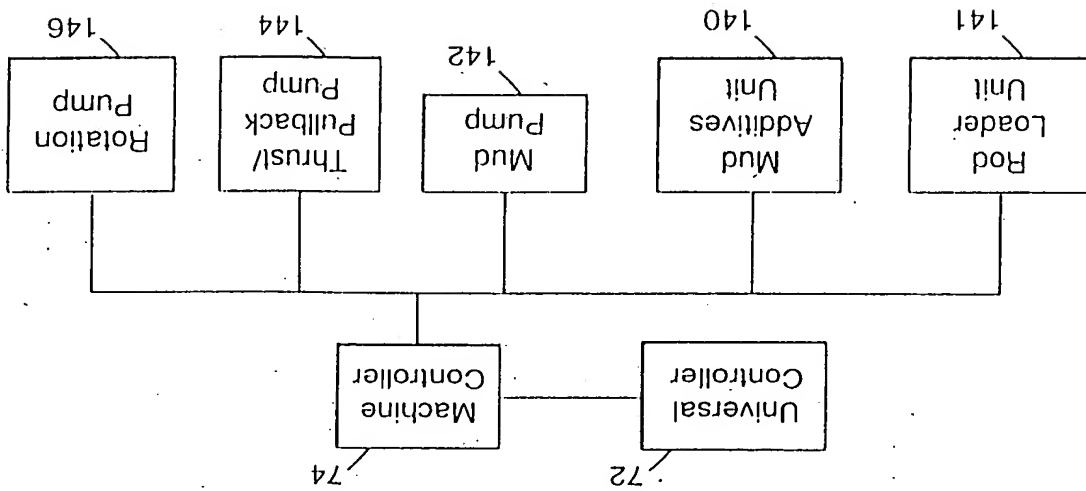 72
74
Universal
Controller
Machine
Controller
Rod
Loader
Unit
141
Mud
Additives
Unit
140
Mud
Pump
142
Thrust/
Pullback
Pump
144
Rotation
Pump
146